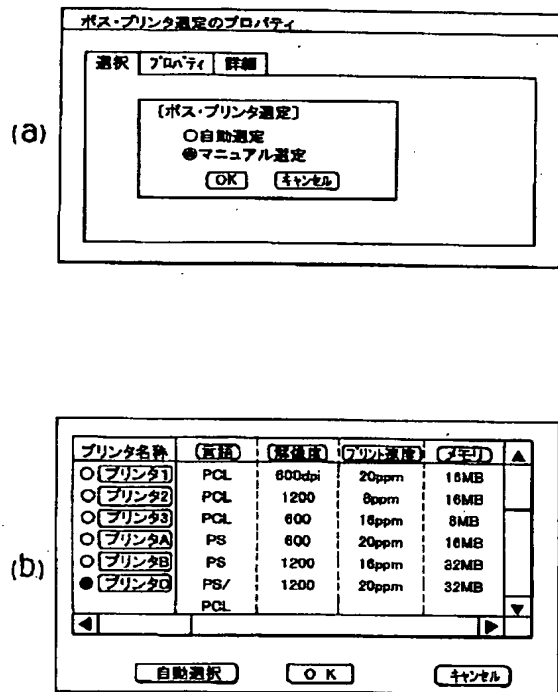 ボス・プリンタ選定のプロパティ
選択 プロパティ 詳細
(a)
[ボス・プリンタ選定]
○自動選定
◉マニュアル選定
OK キャンセル
(b)
プリンタ名称 言語 解像度 プリント速度 メモリ ▲
○プリンタ1 PCL 600dpi 20ppm 16MB
○プリンタ2 PCL 1200 8ppm 16MB
○プリンタ3 PCL 600 16ppm 8MB
○プリンタA PS 600 20ppm 16MB
○プリンタB PS 1200 16ppm 32MB
●プリンタC PS/ 1200 20ppm 32MB
PCL ▼
◀ ▶
自動選択 OK キャンセル